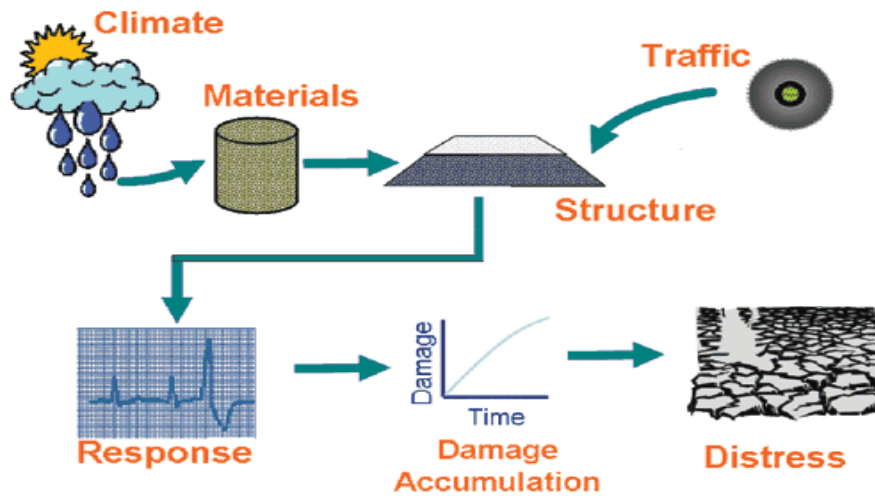 Climate
Traffic
Materials
Structure
Damage
Time
Response
Damage
Accumulation
Distress